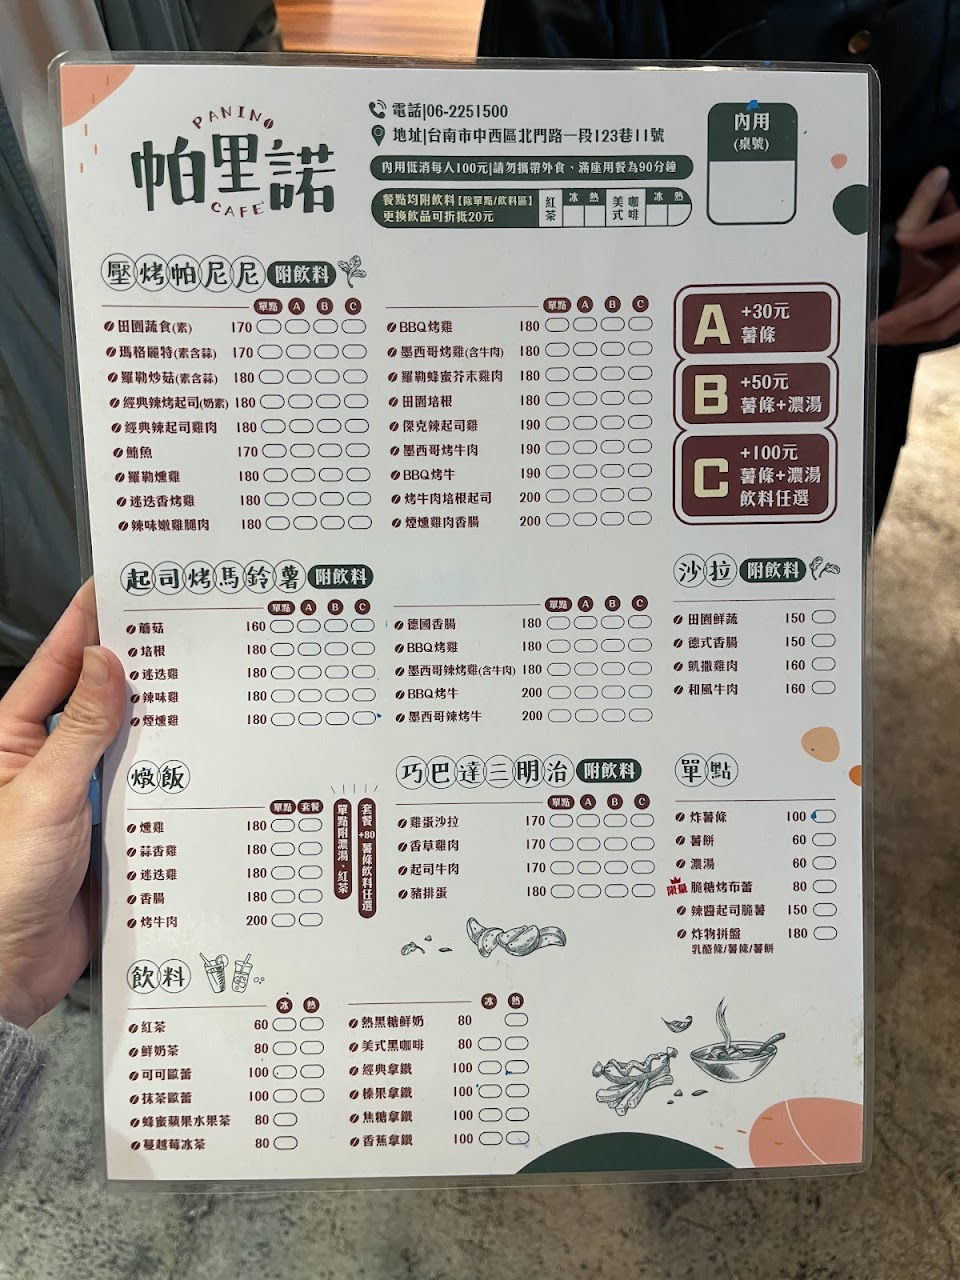 PANINO
帕里諾
CAFE'
電話|06-2251500
地址|台南市中西區北門路一段123巷11號
內用低消每人100元|請勿攜帶外食、滿座用餐為90分鐘
餐點均附飲料【除單點/飲料區】
更換飲品可折抵20元
紅茶 冰 熱 美式咖啡 冰 熱
內用
(桌號)
壓烤帕尼尼 附飲料
單點 A B C
田園蔬食(素) 170
瑪格麗特(素含蒜) 170
羅勒炒菇(素含蒜) 180
經典辣烤起司(奶素) 180
經典辣起司雞肉 180
鮪魚 170
羅勒燻雞 180
迷迭香烤雞 180
辣味嫩雞腿肉 180
單點 A B C
BBQ烤雞 180
墨西哥烤雞(含牛肉) 180
羅勒蜂蜜芥末雞肉 180
田園培根 180
傑克辣起司雞 190
墨西哥烤牛肉 190
BBQ烤牛 190
烤牛肉培根起司 200
煙燻雞肉香腸 200
A +30元
薯條
B +50元
薯條+濃湯
C +100元
薯條+濃湯
飲料任選
起司烤馬鈴薯 附飲料
單點 A B C
蘑菇 160
培根 180
迷迭雞 180
辣味雞 180
煙燻雞 180
單點 A B C
德國香腸 180
BBQ烤雞 180
墨西哥辣烤雞(含牛肉) 180
BBQ烤牛 200
墨西哥辣烤牛 200
沙拉 附飲料
田園鮮蔬 150
德式香腸 150
凱撒雞肉 160
和風牛肉 160
燉飯
單點 套餐
燻雞 180
蒜香雞 180
迷迭雞 180
香腸 180
烤牛肉 200
單點附濃湯、紅茶
套餐+80 薯條飲料任選
巧巴達三明治 附飲料
單點 A B C
雞蛋沙拉 170
香草雞肉 170
起司牛肉 170
豬排蛋 180
單點
炸薯條 100
薯餅 60
濃湯 60
限量 脆糖烤布蕾 80
辣醬起司脆薯 150
炸物拼盤 180
乳酪條/薯條/薯餅
飲料
冰 熱
紅茶 60
鮮奶茶 80
可可歐蕾 100
抹茶歐蕾 100
蜂蜜蘋果水果茶 80
蔓越莓冰茶 80
冰 熱
熱黑糖鮮奶 80
美式黑咖啡 80
經典拿鐵 100
榛果拿鐵 100
焦糖拿鐵 100
香蕉拿鐵 100